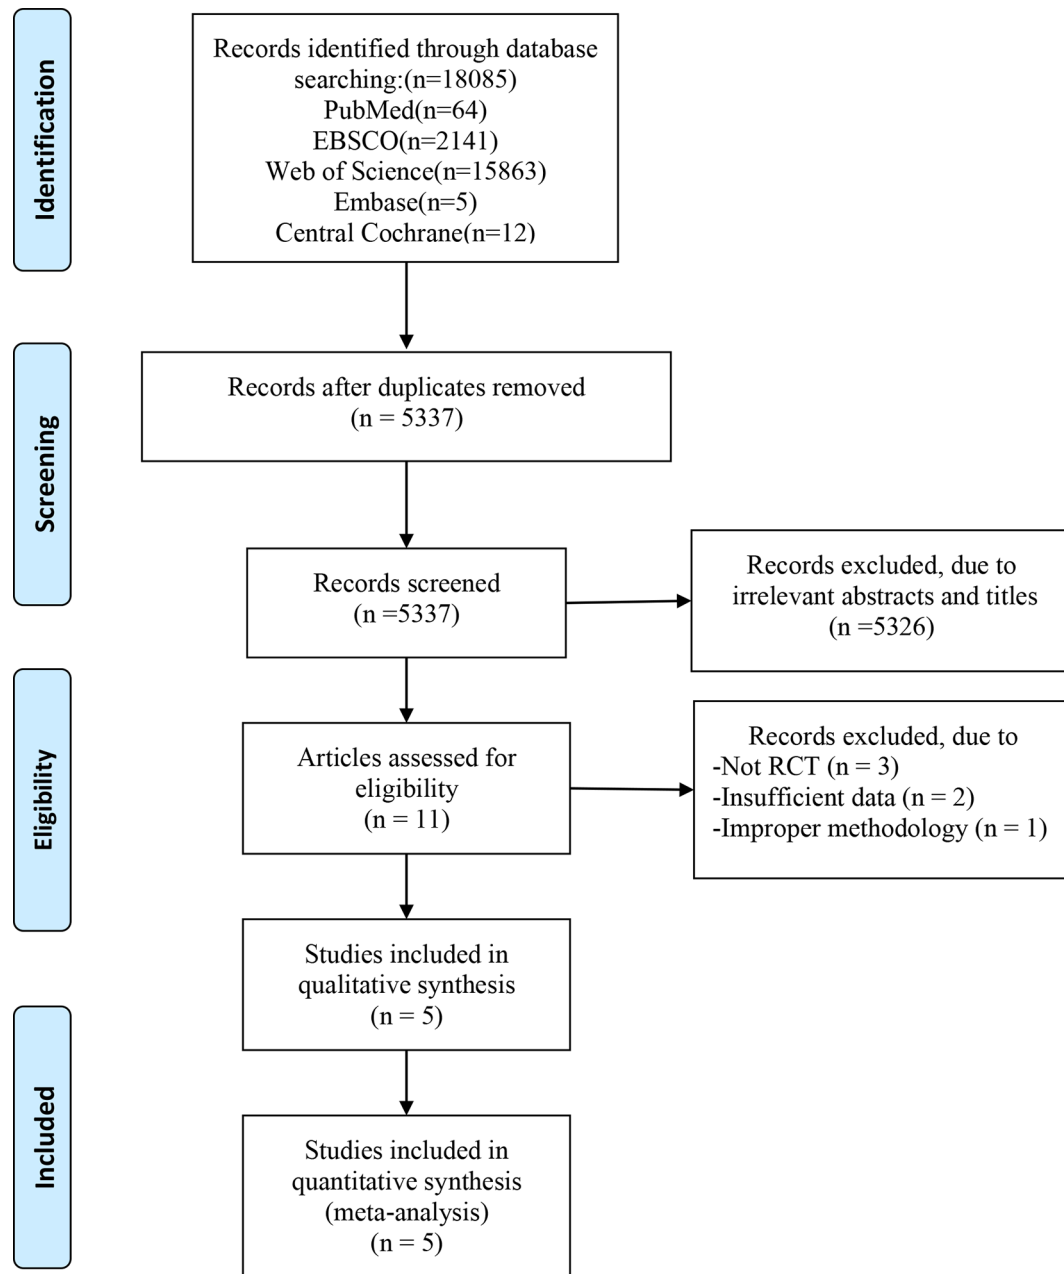 Identification
Records identified through database
searching:(n=18085)
PubMed(n=64)
EBSCO(n=2141)
Web of Science(n=15863)
Embase(n=5)
Central Cochrane(n=12)
Screening
Records after duplicates removed
(n = 5337)
Records screened
(n =5337)
Records excluded, due to
irrelevant abstracts and titles
(n =5326)
Eligibility
Articles assessed for
eligibility
(n = 11)
Records excluded, due to
-Not RCT (n = 3)
-Insufficient data (n = 2)
-Improper methodology (n = 1)
Studies included in
qualitative synthesis
(n = 5)
Included
Studies included in
quantitative synthesis
(meta-analysis)
(n = 5)